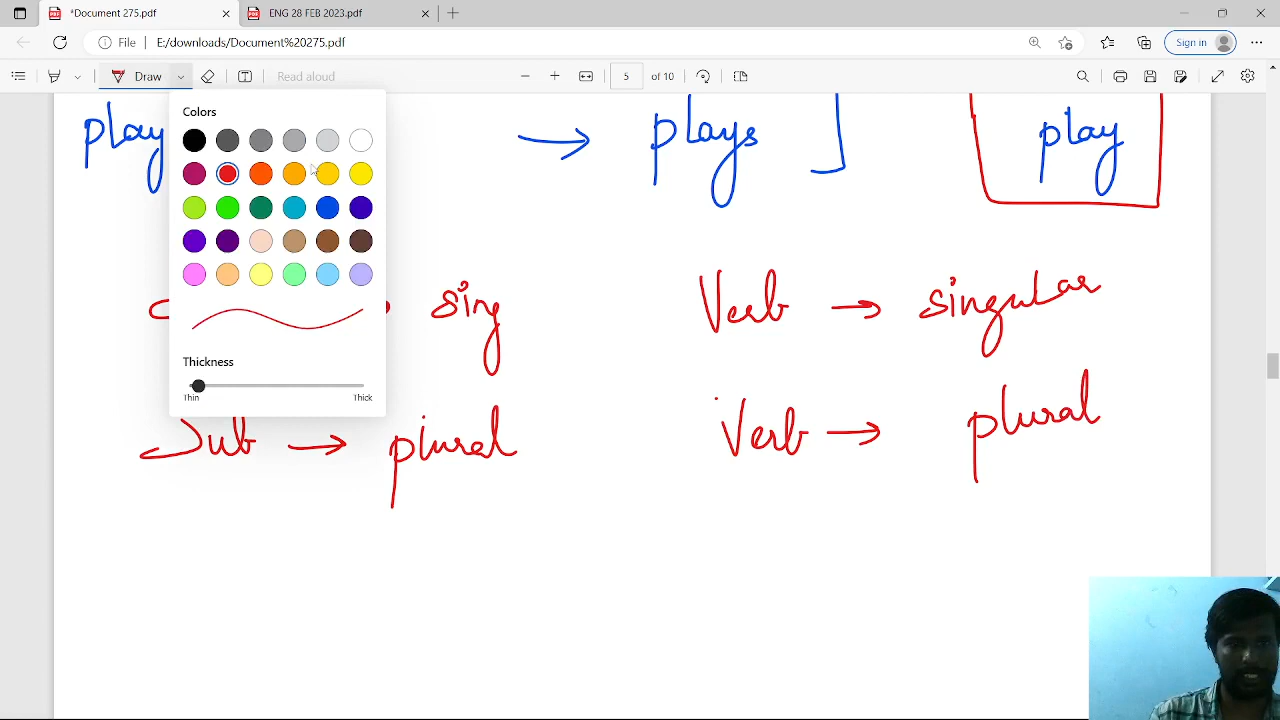 *Document 275.pdf
ENG 28 FEB 2023.pdf
File E:/downloads/Document%20275.pdf
Sign in
Draw
Read aloud
5 of 10
Colors
play → plays play
sing Verb → singular
Thickness
Thin Thick
Sub → plural Verb → plural